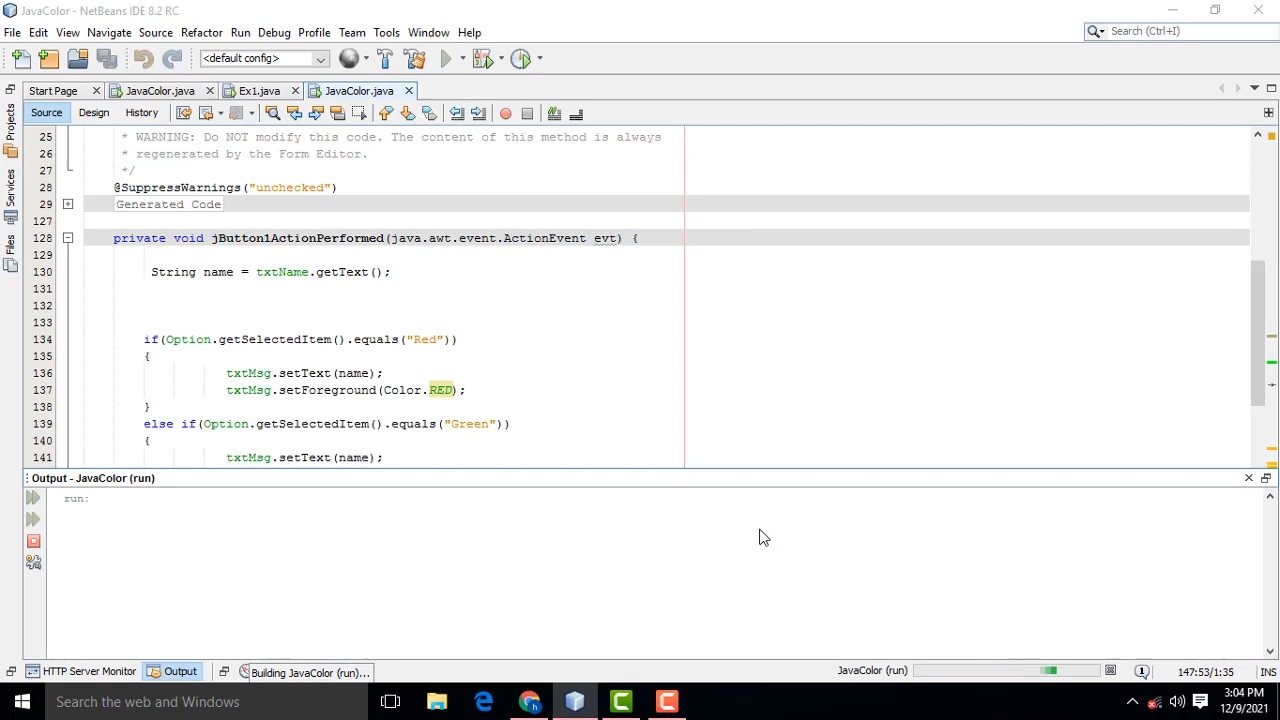 JavaColor - NetBeans IDE 8.2 RC
File Edit View Navigate Source Refactor Run Debug Profile Team Tools Window Help
Search (Ctrl+I)
<default config>
Start Page JavaColor.java Ex1.java JavaColor.java
Source Design History
Projects
Services
Files
25 * WARNING: Do NOT modify this code. The content of this method is always
26 * regenerated by the Form Editor.
27 */
28 @SuppressWarnings("unchecked")
29 Generated Code
127
128 private void jButton1ActionPerformed(java.awt.event.ActionEvent evt) {
129
130 String name = txtName.getText();
131
132
133
134 if(Option.getSelectedItem().equals("Red"))
135 {
136 txtMsg.setText(name);
137 txtMsg.setForeground(Color.RED);
138 }
139 else if(Option.getSelectedItem().equals("Green"))
140 {
141 txtMsg.setText(name);
Output - JavaColor (run)
run:
HTTP Server Monitor Output Building JavaColor (run)... JavaColor (run) 1 147:53/1:35 INS
Search the web and Windows
3:04 PM
12/9/2021